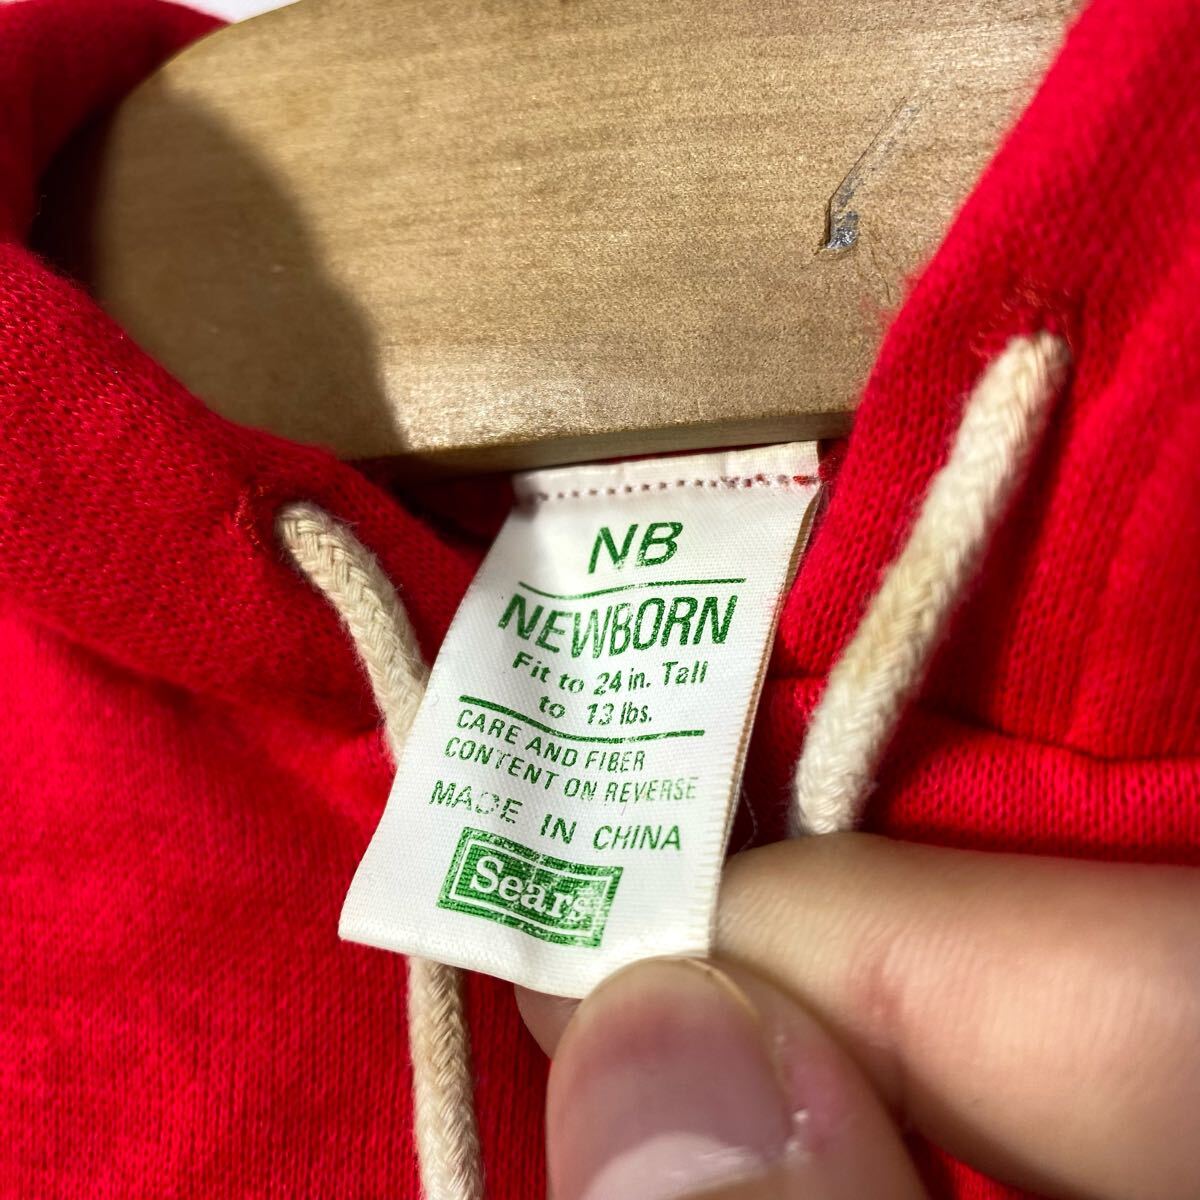 NB
NEWBORN
Fit to 24 in. Tall
to 13 lbs.
CARE AND FIBER
CONTENT ON REVERSE
MADE IN CHINA
Sears